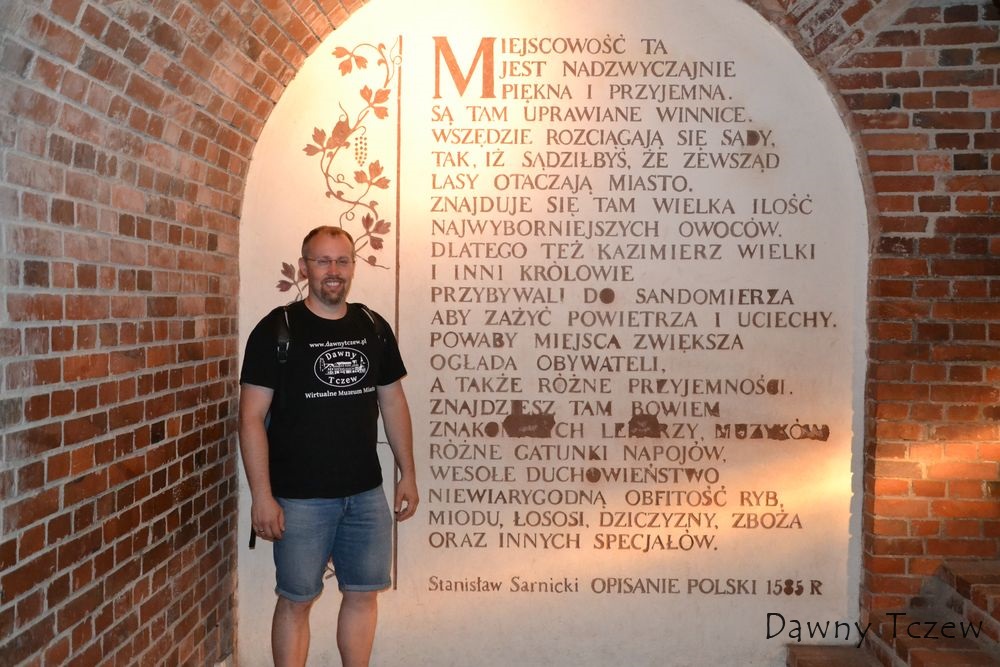 MIEJSCOWOŚĆ TA
JEST NADZWYCZAJNIE
PIĘKNA I PRZYJEMNA.
SĄ TAM UPRAWIANE WINNICE.
WSZĘDZIE ROZCIĄGAJĄ SIĘ SADY,
TAK, IŻ SĄDZIŁBYŚ, ŻE ZEWSZĄD
LASY OTACZAJĄ MIASTO.
ZNAJDUJE SIĘ TAM WIELKA ILOŚĆ
NAJWYBORNIEJSZYCH OWOCÓW.
DLATEGO TEŻ KAZIMIERZ WIELKI
I INNI KRÓLOWIE
PRZYBYWALI DO SANDOMIERZA
ABY ZAŻYĆ POWIETRZA I UCIECHY.
POWABY MIEJSCA ZWIĘKSZA
OGŁADA OBYWATELI,
A TAKŻE RÓŻNE PRZYJEMNOŚCI.
ZNAJDZIESZ TAM BOWIEM
MUZYKÓW
RÓŻNE GATUNKI NAPOJÓW,
WESOŁE DUCHOWIEŃSTWO,
NIEWIARYGODNĄ OBFITOŚĆ RYB,
MIODU, ŁOSOSI, DZICZYZNY, ZBOŻA
ORAZ INNYCH SPECJAŁÓW.
Stanisław Sarnicki OPISANIE POLSKI 1585 R
www.dawnytczew.pl
Dawny
Tczew
Wirtualne Muzeum Miasta
Dawny Tczew